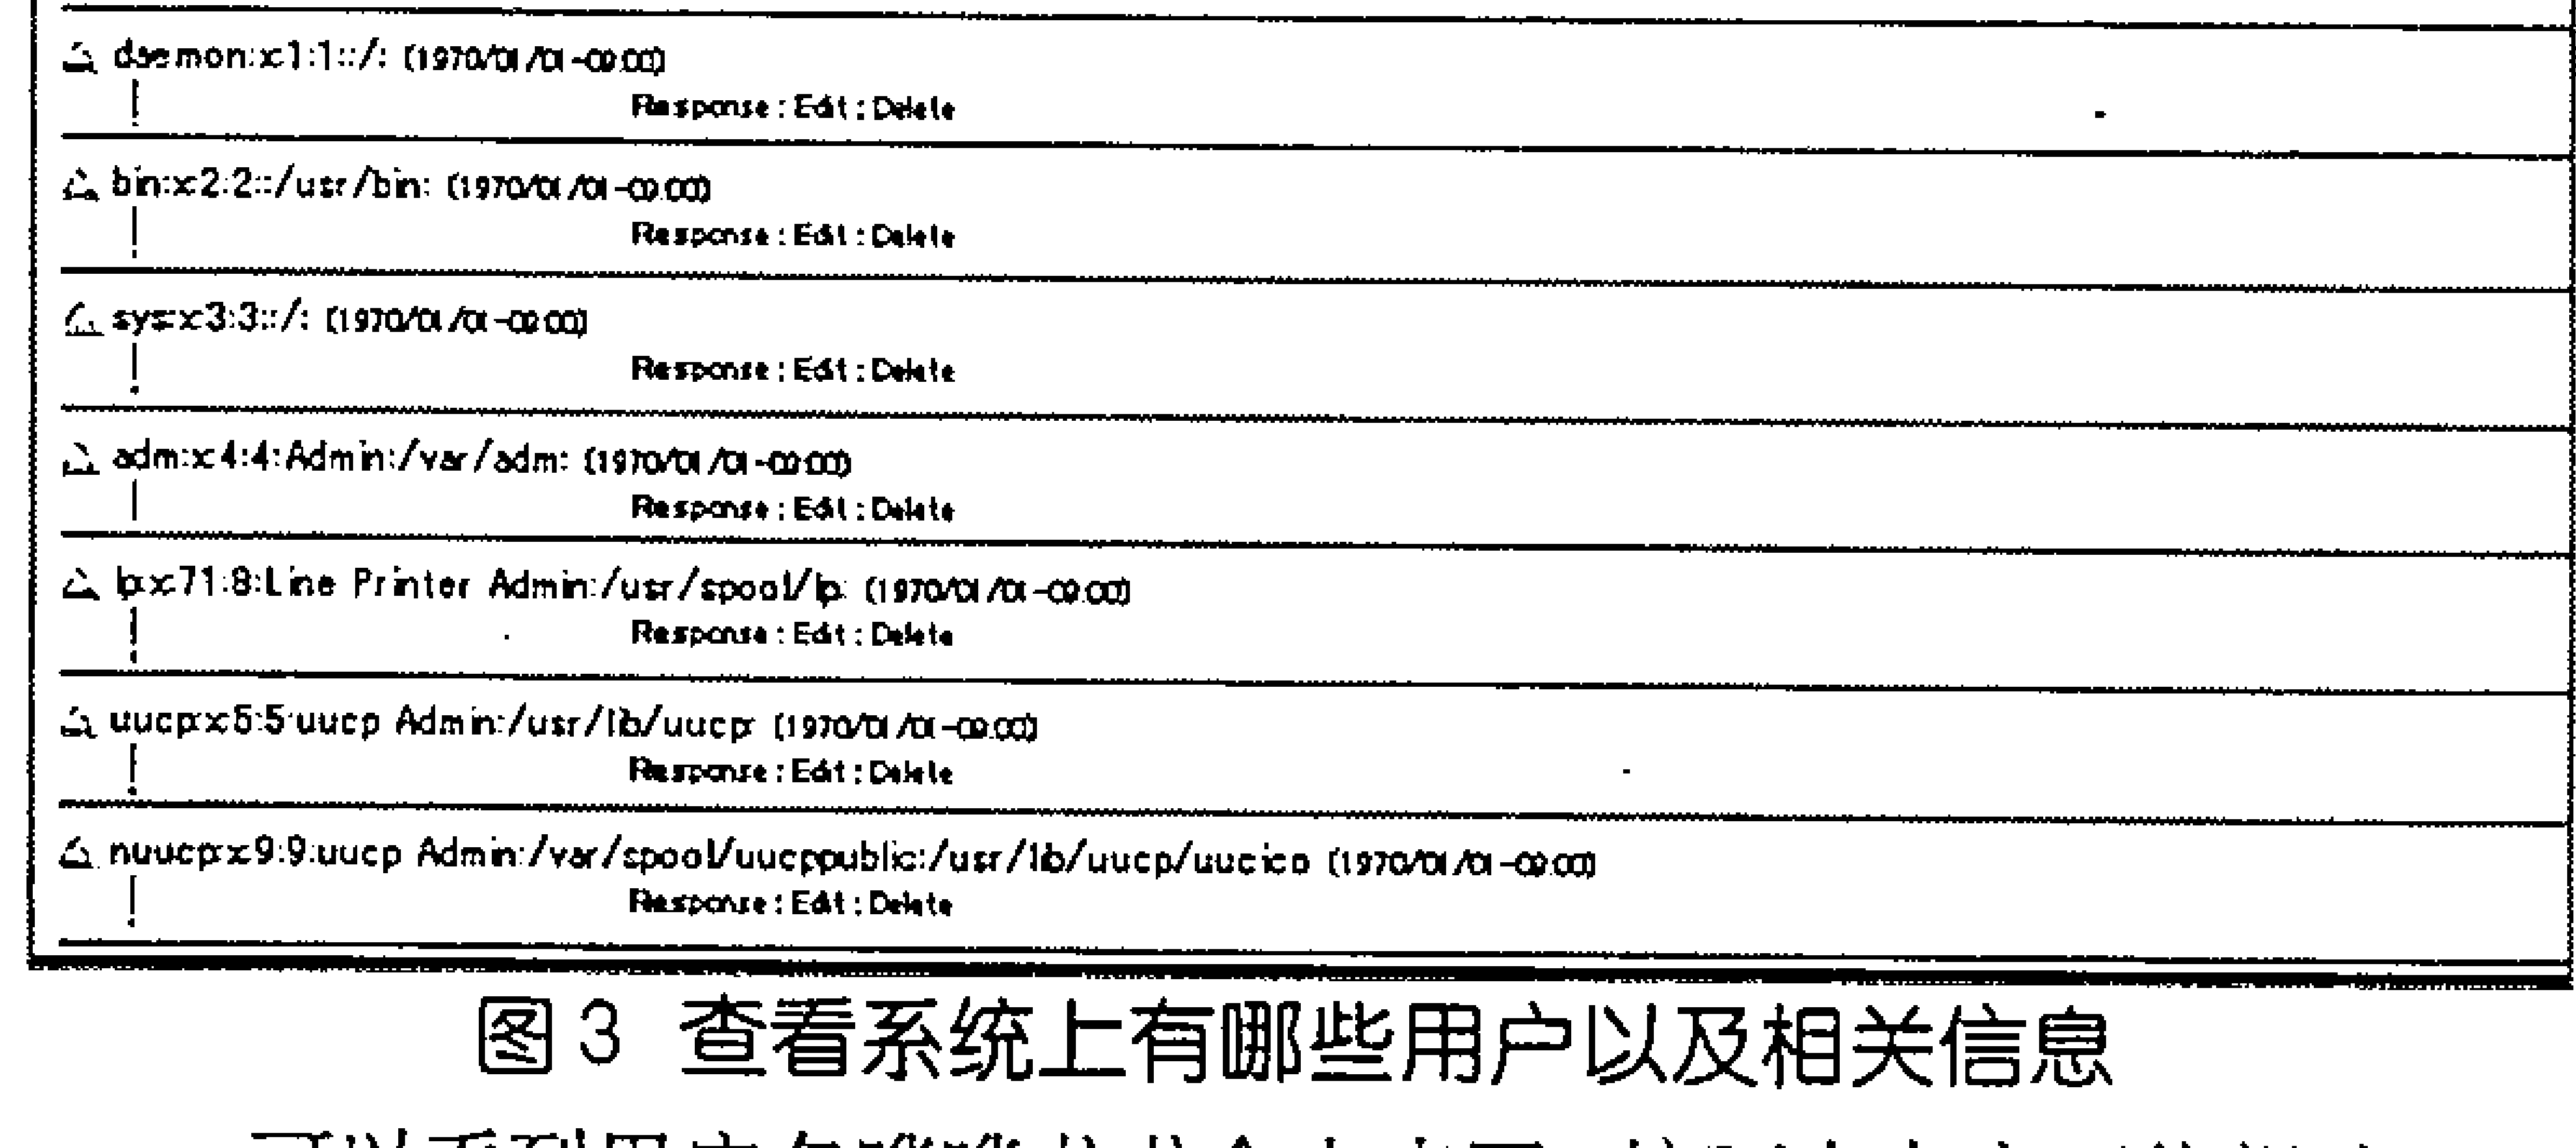 daemon:x:1:1::/: (1970/01/01-09:00)
Response : Edit : Delete
bin:x:2:2::/usr/bin: (1970/01/01-09:00)
Response : Edit : Delete
sys:x:3:3::/: (1970/01/01-09:00)
Response : Edit : Delete
adm:x:4:4:Admin:/var/adm: (1970/01/01-09:00)
Response : Edit : Delete
lp:x:71:8:Line Printer Admin:/usr/spool/lp: (1970/01/01-09:00)
Response : Edit : Delete
uucp:x:5:5:uucp Admin:/usr/lib/uucp: (1970/01/01-09:00)
Response : Edit : Delete
nuucp:x:9:9:uucp Admin:/var/spool/uucppublic:/usr/lib/uucp/uucico (1970/01/01-09:00)
Response : Edit : Delete
图 3 查看系统上有哪些用户以及相关信息